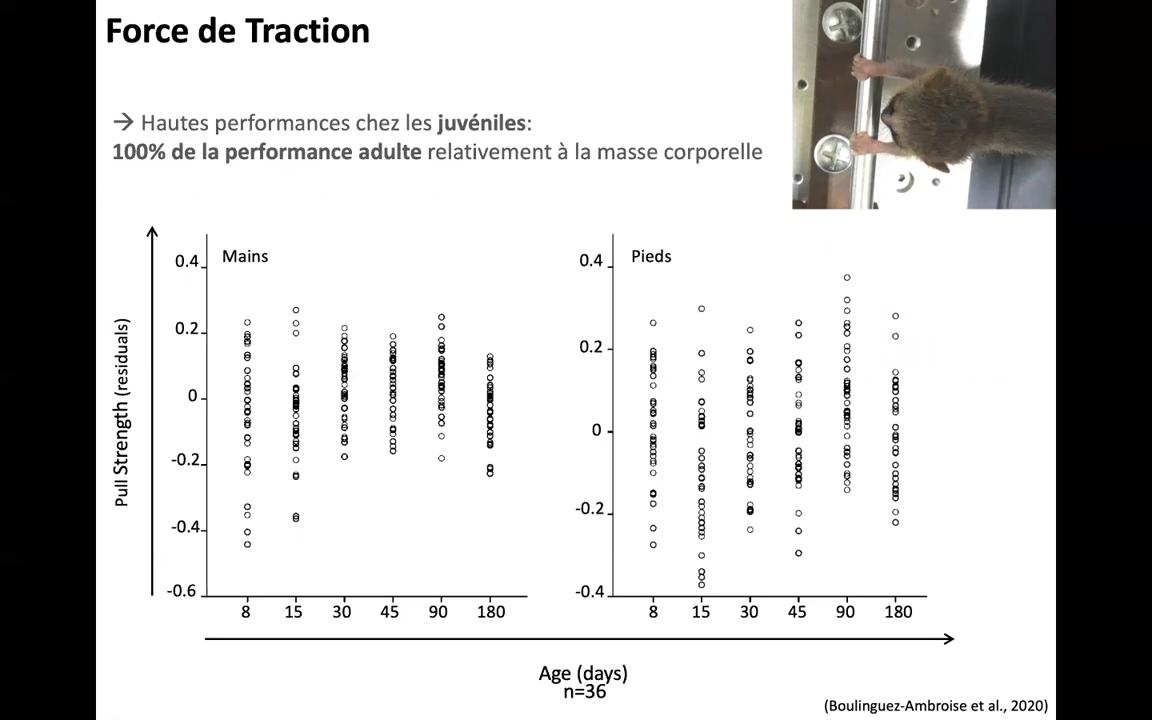 Force de Traction
→ Hautes performances chez les juvéniles:
100% de la performance adulte relativement à la masse corporelle
Pull Strength (residuals)
Mains
0.4
0.2
0
-0.2
-0.4
-0.6
8 15 30 45 90 180
Pieds
0.4
0.2
0
-0.2
-0.4
8 15 30 45 90 180
Age (days)
n=36
(Boulinguez-Ambroise et al., 2020)